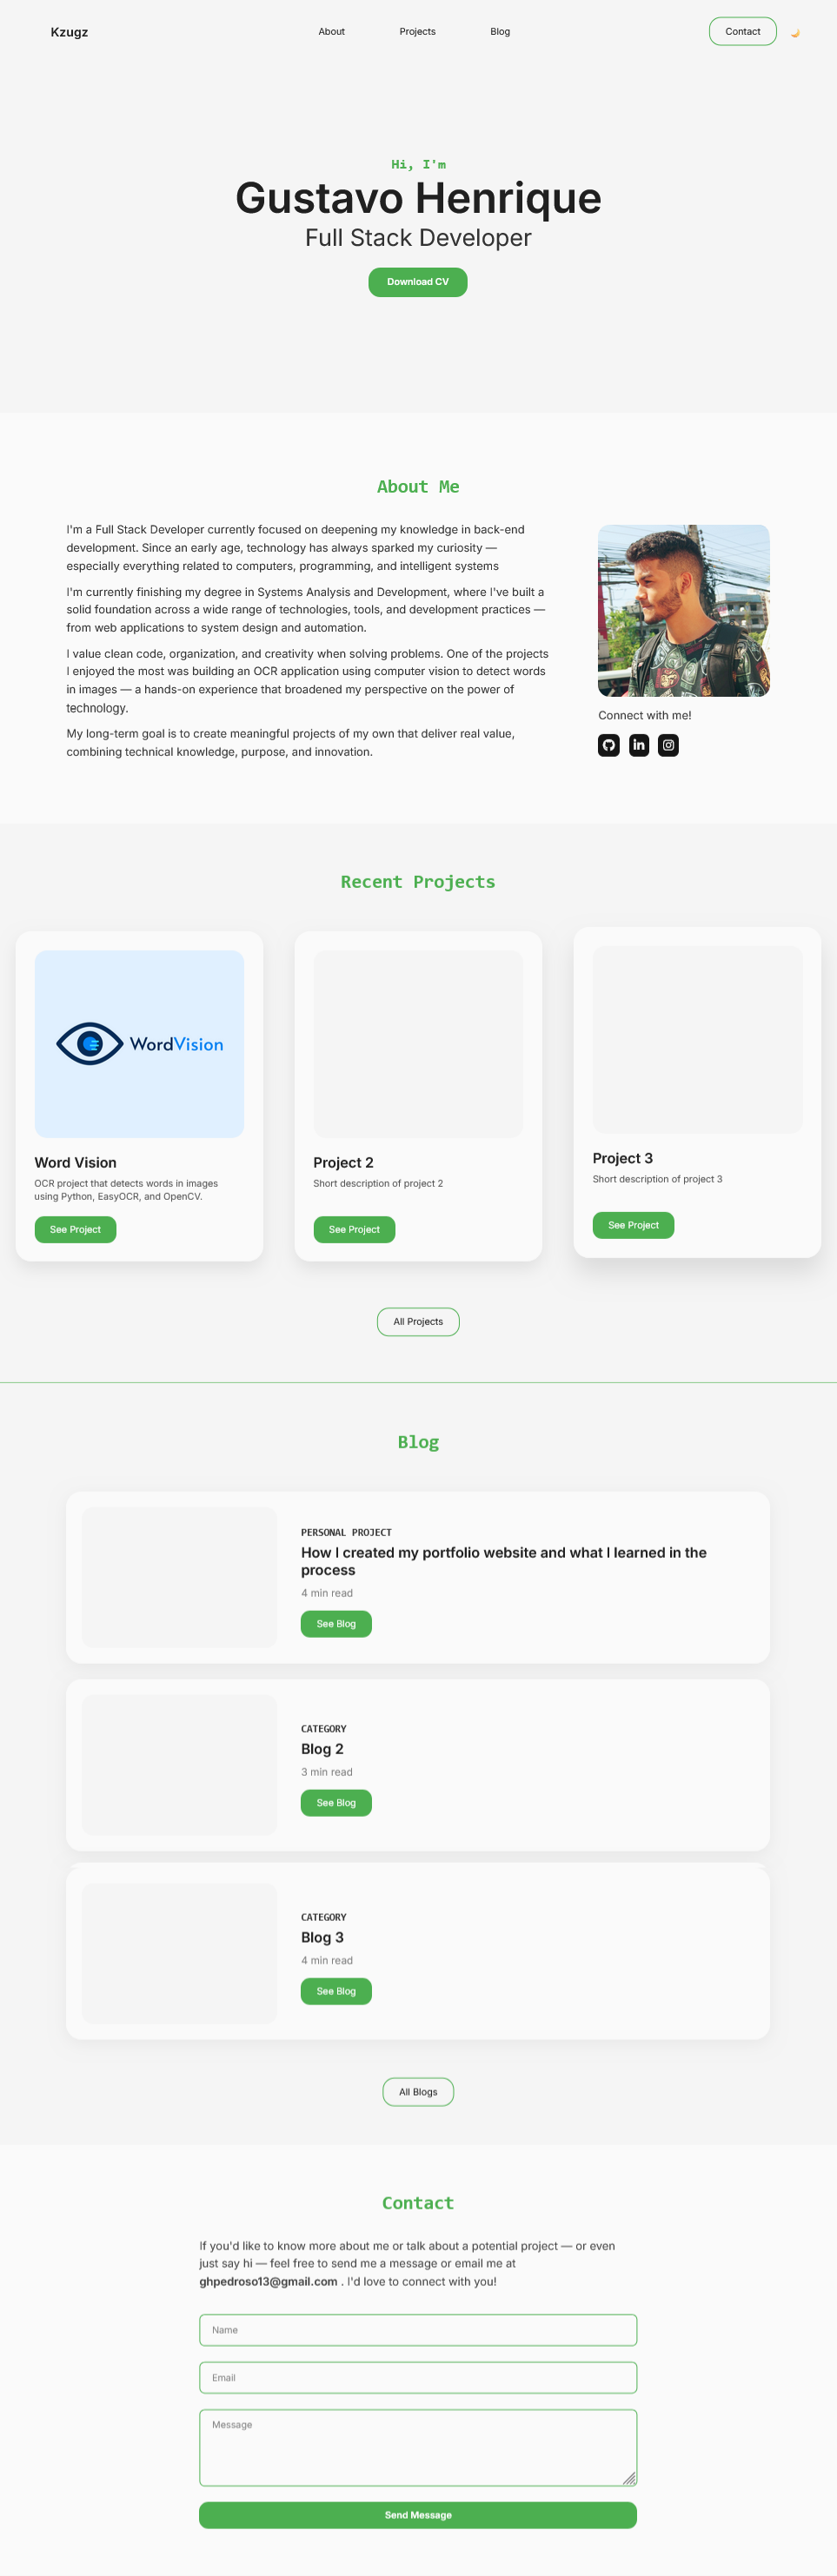 Kzugz
About
Projects
Blog
Contact
Hi, I'm
Gustavo Henrique
Full Stack Developer
Download CV
About Me
I'm a Full Stack Developer currently focused on deepening my knowledge in back-end
development. Since an early age, technology has always sparked my curiosity —
especially everything related to computers, programming, and intelligent systems
I'm currently finishing my degree in Systems Analysis and Development, where I've built a
solid foundation across a wide range of technologies, tools, and development practices —
from web applications to system design and automation.
I value clean code, organization, and creativity when solving problems. One of the projects
I enjoyed the most was building an OCR application using computer vision to detect words
in images — a hands-on experience that broadened my perspective on the power of
technology.
My long-term goal is to create meaningful projects of my own that deliver real value,
combining technical knowledge, purpose, and innovation.
Connect with me!
in
Recent Projects
WordVision
Word Vision
OCR project that detects words in images
using Python, EasyOCR, and OpenCV.
See Project
Project 2
Short description of project 2
See Project
Project 3
Short description of project 3
See Project
All Projects
Blog
PERSONAL PROJECT
How I created my portfolio website and what I learned in the
process
4 min read
See Blog
CATEGORY
Blog 2
3 min read
See Blog
CATEGORY
Blog 3
4 min read
See Blog
All Blogs
Contact
If you'd like to know more about me or talk about a potential project — or even
just say hi — feel free to send me a message or email me at
ghpedroso13@gmail.com . I'd love to connect with you!
Name
Email
Message
Send Message